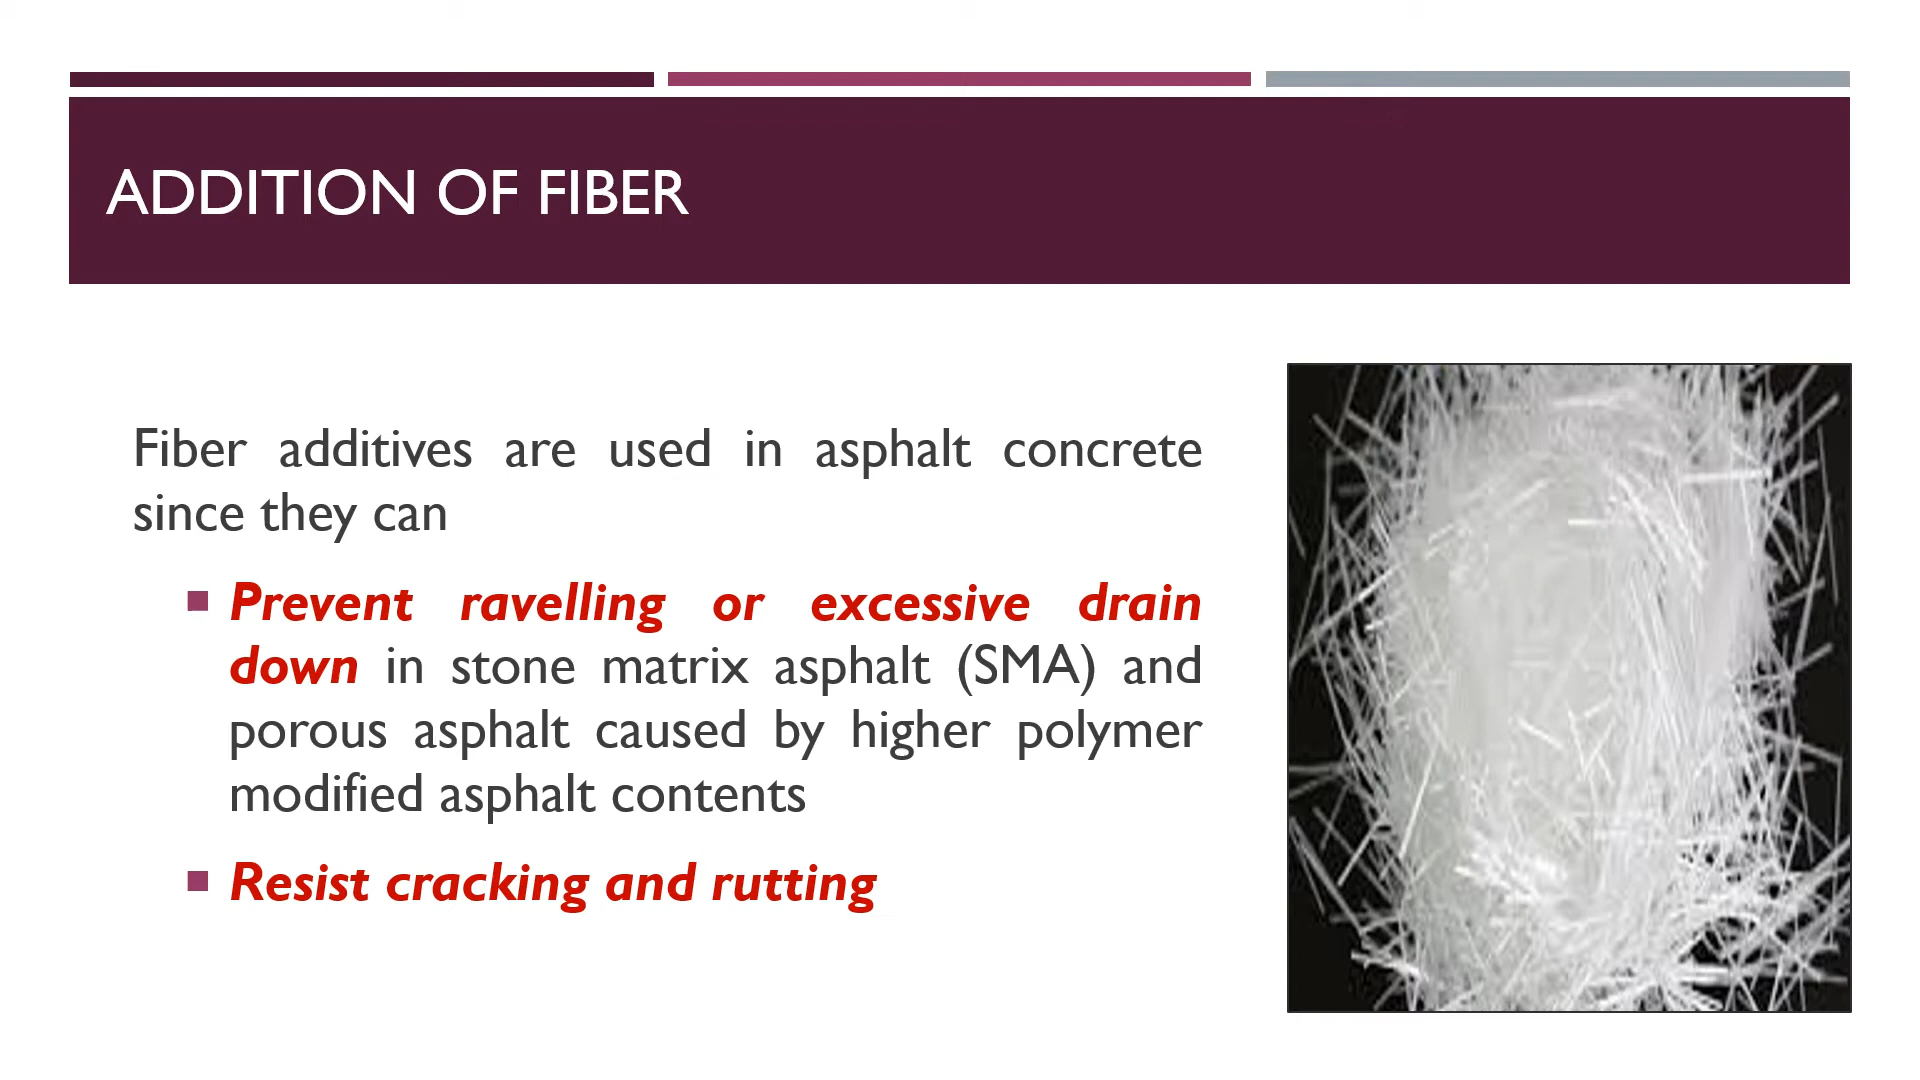 ADDITION OF FIBER
Fiber additives are used in asphalt concrete
since they can
Prevent ravelling or excessive drain
down in stone matrix asphalt (SMA) and
porous asphalt caused by higher polymer
modified asphalt contents
Resist cracking and rutting